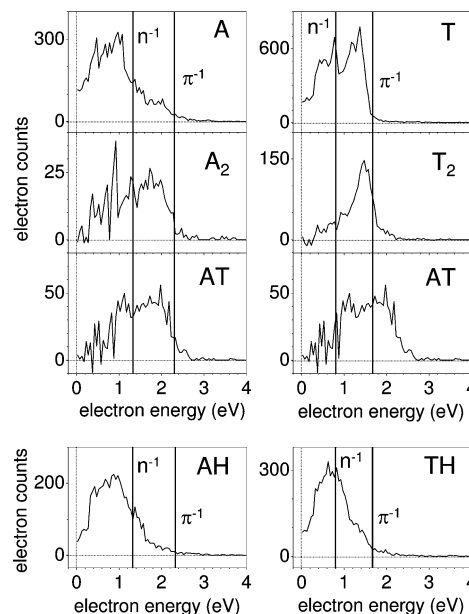 A
n⁻¹
π⁻¹
300
0
T
n⁻¹
π⁻¹
600
0
electron counts
A₂
25
0
T₂
150
0
AT
50
0
0 1 2 3 4
electron energy (eV)
AT
50
0
0 1 2 3 4
electron energy (eV)
electron counts
AH
n⁻¹
π⁻¹
200
0
0 1 2 3 4
electron energy (eV)
TH
n⁻¹
π⁻¹
300
0
0 1 2 3 4
electron energy (eV)